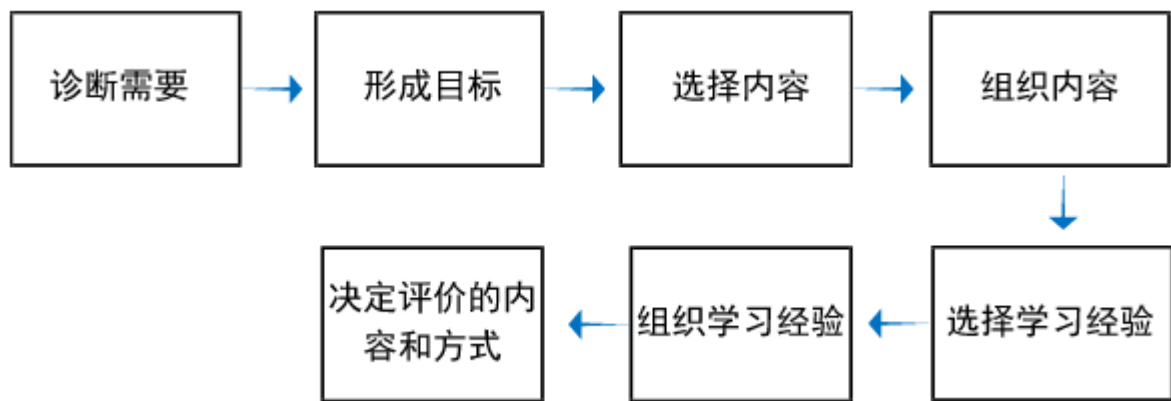 诊断需要
形成目标
选择内容
组织内容
选择学习经验
组织学习经验
决定评价的内
容和方式